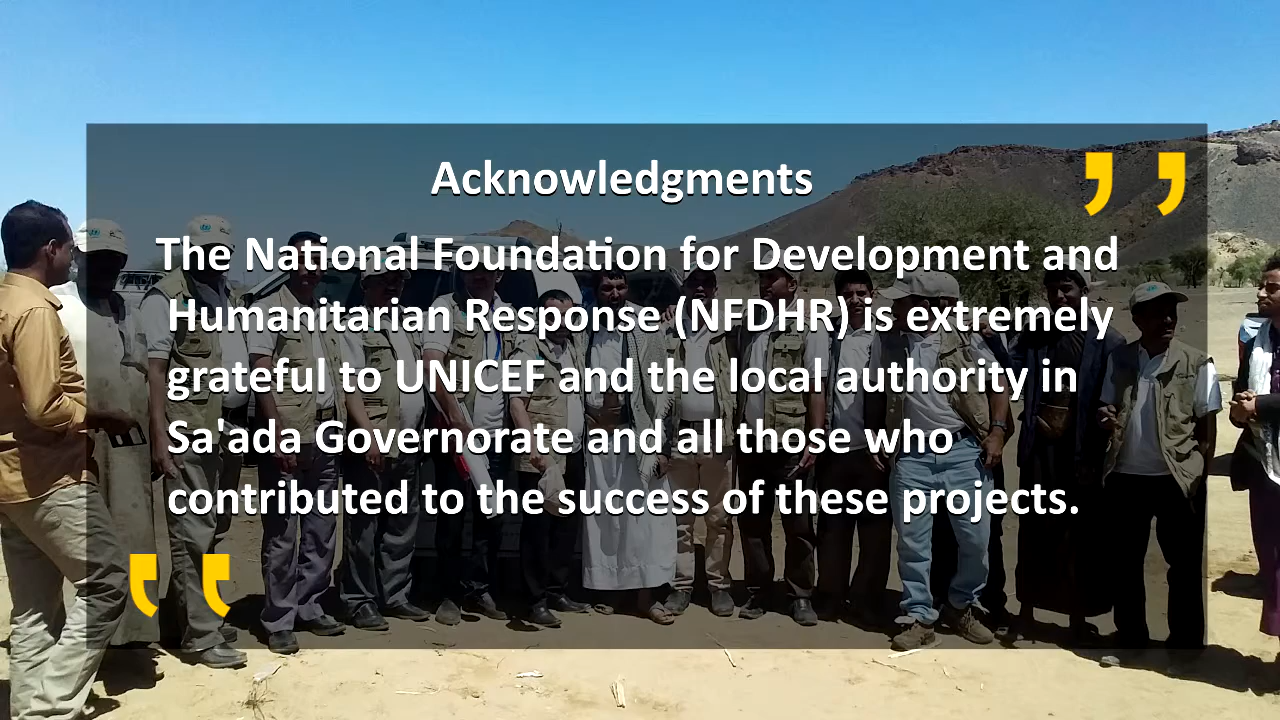 Acknowledgments
The National Foundation for Development and
Humanitarian Response (NFDHR) is extremely
grateful to UNICEF and the local authority in
Sa'ada Governorate and all those who
contributed to the success of these projects.